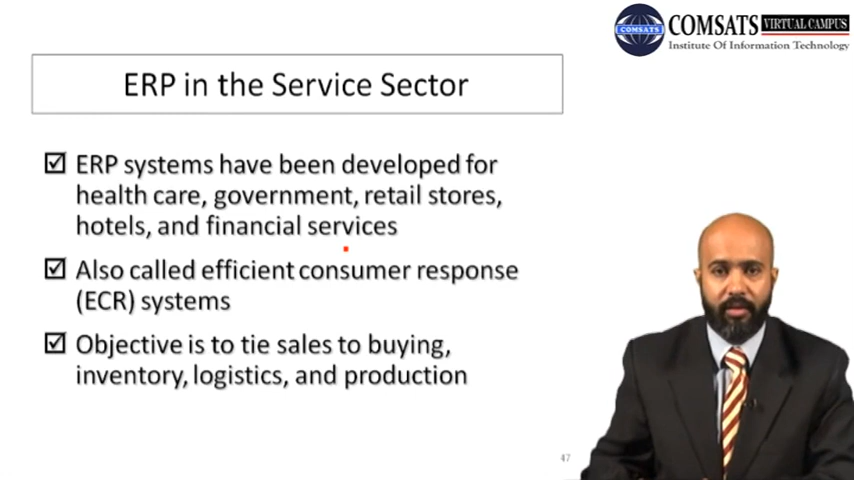 COMSATS VIRTUAL CAMPUS
COMSATS Institute Of Information Technology
ERP in the Service Sector
☑ ERP systems have been developed for
health care, government, retail stores,
hotels, and financial services
☑ Also called efficient consumer response
(ECR) systems
☑ Objective is to tie sales to buying,
inventory, logistics, and production
47